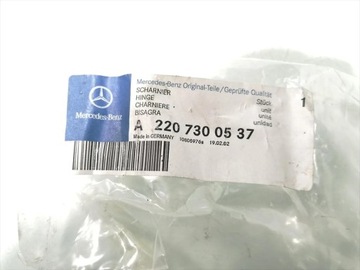 Mercedes-Benz
Mercedes-Benz Original-Teile/Geprüfte Qualität
SCHARNIER
HINGE
CHARNIERE
BISAGRA
Stück
unit
unité
unidad
1
A 220 730 05 37
Made in GERMANY
19.02.02